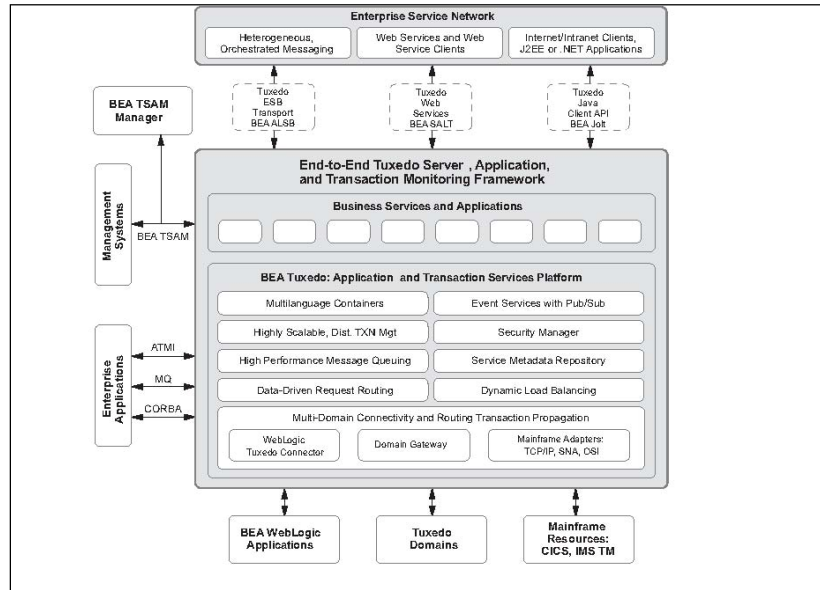 Enterprise Service Network
Heterogeneous,
Orchestrated Messaging
Web Services and Web
Service Clients
Internet/Intranet Clients,
J2EE or .NET Applications
Tuxedo
ESB
Transport
BEA ALSB
Tuxedo
Web
Services
BEA SALT
Tuxedo
Java
Client API
BEA Jolt
BEA TSAM
Manager
Management
Systems
BEA TSAM
End-to-End Tuxedo Server , Application,
and Transaction Monitoring Framework
Business Services and Applications
BEA Tuxedo: Application and Transaction Services Platform
Multilanguage Containers
Event Services with Pub/Sub
Highly Scalable, Dist. TXN Mgt
Security Manager
High Performance Message Queuing
Service Metadata Repository
Data-Driven Request Routing
Dynamic Load Balancing
Multi-Domain Connectivity and Routing Transaction Propagation
WebLogic
Tuxedo Connector
Domain Gateway
Mainframe Adapters:
TCP/IP, SNA, OSI
Enterprise
Applications
ATMI
MQ
CORBA
BEA WebLogic
Applications
Tuxedo
Domains
Mainframe
Resources:
CICS, IMS TM